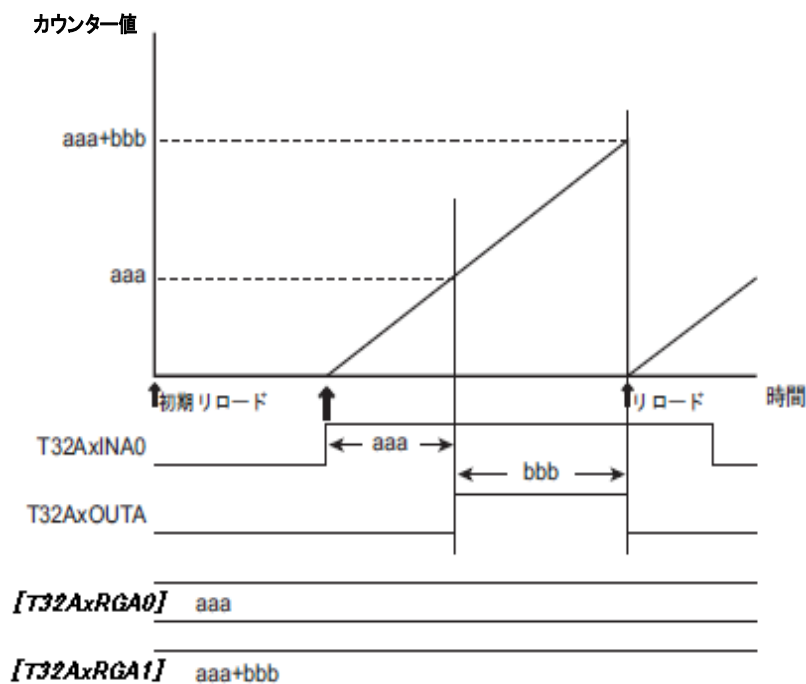 カウンター値
aaa+bbb
aaa
初期リロード
リロード
時間
T32AxINA0
aaa
bbb
T32AxOUTA
[T32AxRGA0] aaa
[T32AxRGA1] aaa+bbb